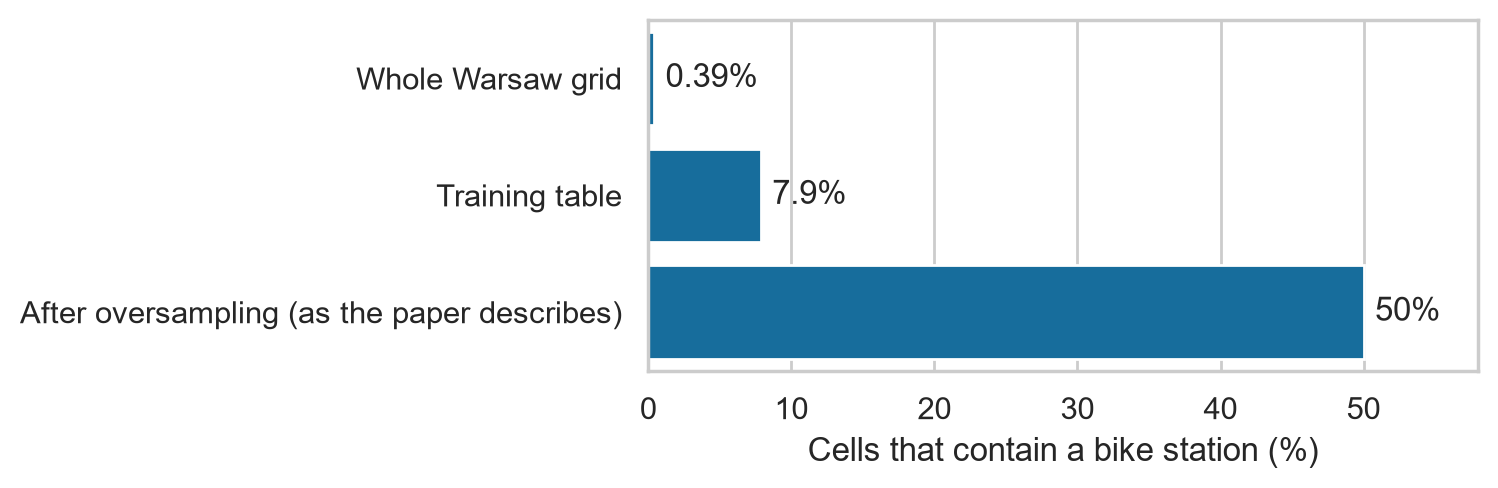 Whole Warsaw grid 0.39%
Training table 7.9%
After oversampling (as the paper describes) 50%
0 10 20 30 40 50
Cells that contain a bike station (%)